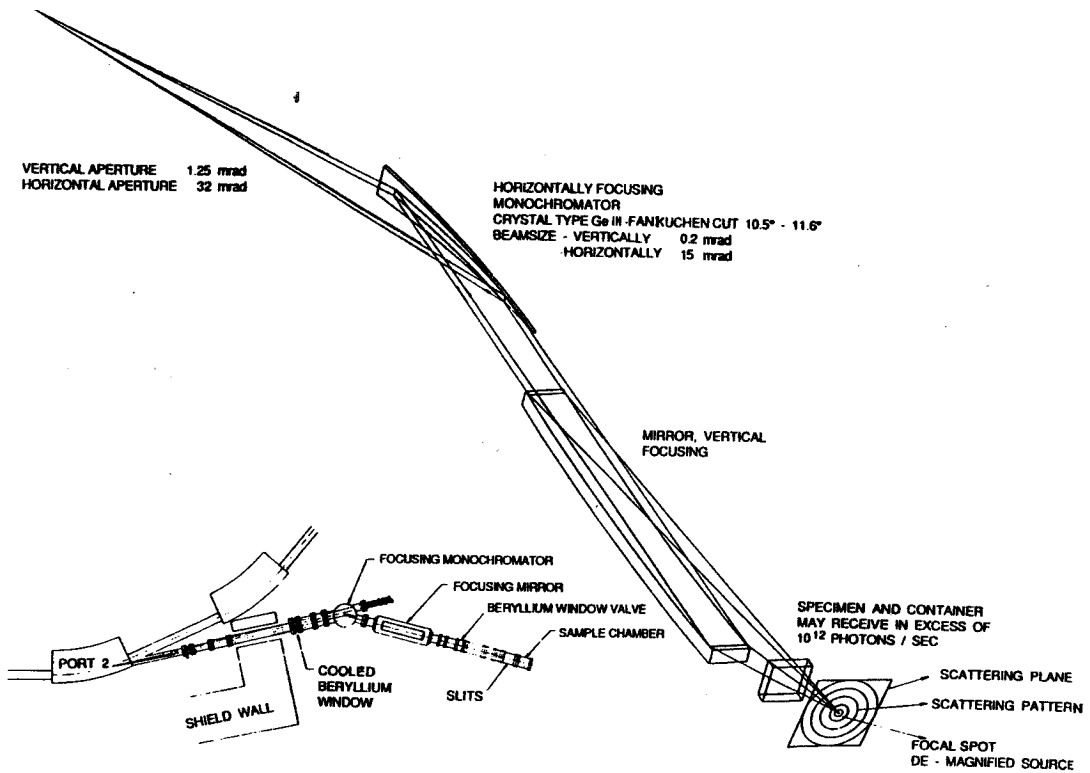 VERTICAL APERTURE 1.25 mrad
HORIZONTAL APERTURE 32 mrad
HORIZONTALLY FOCUSING
MONOCHROMATOR
CRYSTAL TYPE Ge III -FANKUCHEN CUT 10.5° - 11.6°
BEAMSIZE - VERTICALLY 0.2 mrad
HORIZONTALLY 15 mrad
MIRROR, VERTICAL
FOCUSING
FOCUSING MONOCHROMATOR
FOCUSING MIRROR
BERYLLIUM WINDOW VALVE
SAMPLE CHAMBER
SLITS
PORT 2
COOLED
BERYLLIUM
WINDOW
SHIELD WALL
SPECIMEN AND CONTAINER
MAY RECEIVE IN EXCESS OF
10¹² PHOTONS / SEC
SCATTERING PLANE
SCATTERING PATTERN
FOCAL SPOT
DE - MAGNIFIED SOURCE